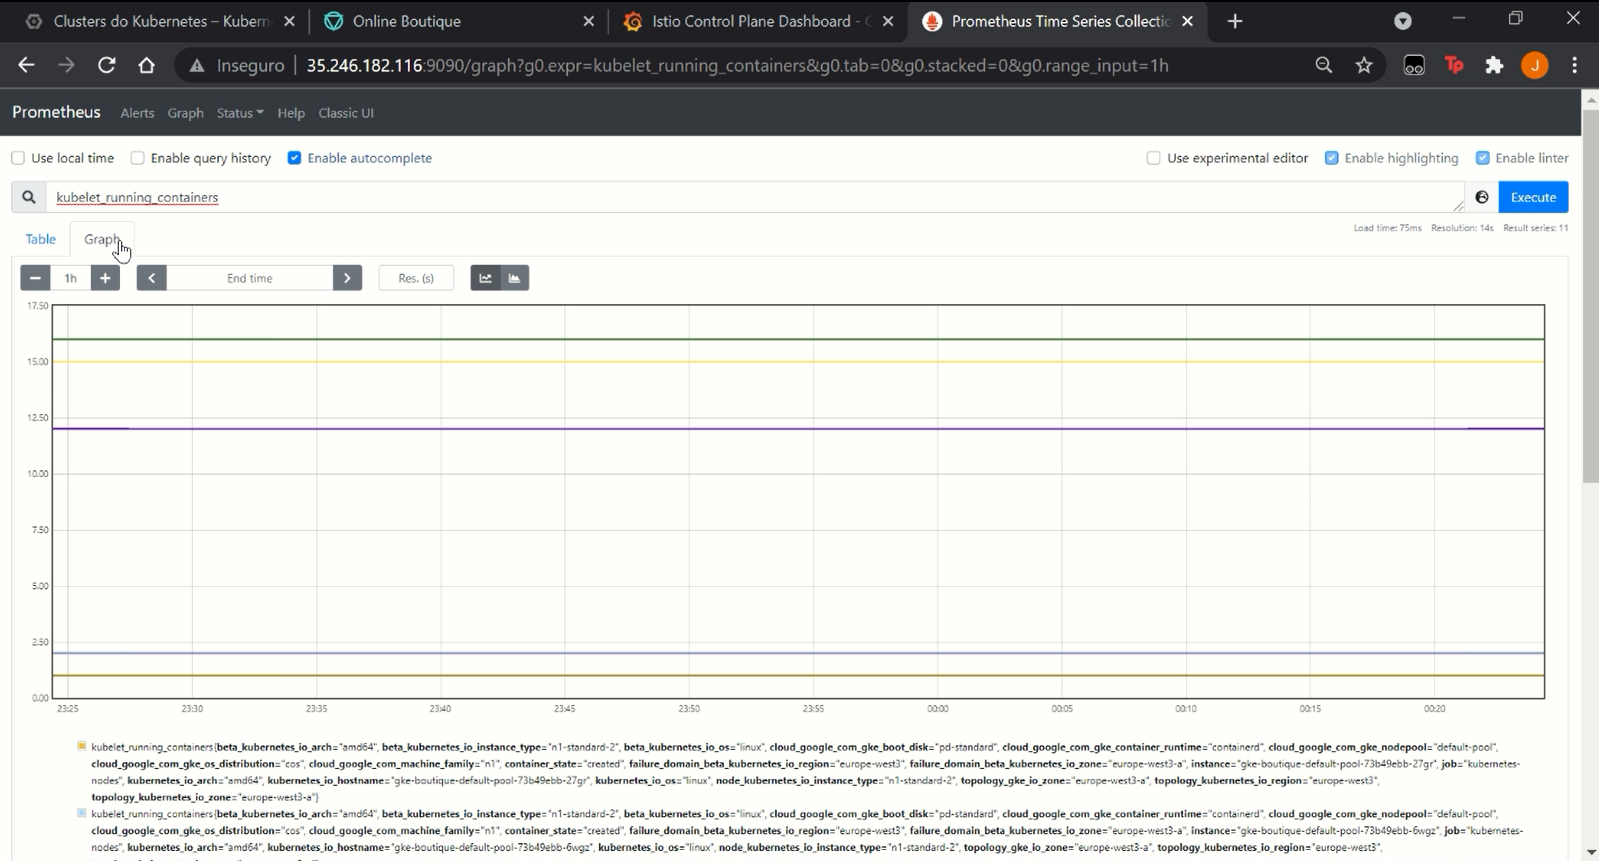 Clusters do Kubernetes – Kubern
Online Boutique
Istio Control Plane Dashboard -
Prometheus Time Series Collectio
Inseguro
35.246.182.116:9090/graph?g0.expr=kubelet_running_containers&g0.tab=0&g0.stacked=0&g0.range_input=1h
Tp
J
Prometheus Alerts Graph Status Help Classic UI
Use local time Enable query history Enable autocomplete
Use experimental editor Enable highlighting Enable linter
kubelet_running_containers
Execute
Table Graph
Load time: 75ms Resolution: 14s Result series: 11
1h
End time
Res. (s)
17.50
15.00
12.50
10.00
7.50
5.00
2.50
0.00
23:25 23:30 23:35 23:40 23:45 23:50 23:55 00:00 00:05 00:10 00:15 00:20
kubelet_running_containers{beta_kubernetes_io_arch="amd64", beta_kubernetes_io_instance_type="n1-standard-2", beta_kubernetes_io_os="linux", cloud_google_com_gke_boot_disk="pd-standard", cloud_google_com_gke_container_runtime="containerd", cloud_google_com_gke_nodepool="default-pool",
cloud_google_com_gke_os_distribution="cos", cloud_google_com_machine_family="n1", container_state="created", failure_domain_beta_kubernetes_io_region="europe-west3", failure_domain_beta_kubernetes_io_zone="europe-west3-a", instance="gke-boutique-default-pool-73b49ebb-27gr", job="kubernetes-
nodes", kubernetes_io_arch="amd64", kubernetes_io_hostname="gke-boutique-default-pool-73b49ebb-27gr", kubernetes_io_os="linux", node_kubernetes_io_instance_type="n1-standard-2", topology_gke_io_zone="europe-west3-a", topology_kubernetes_io_region="europe-west3",
topology_kubernetes_io_zone="europe-west3-a"}
kubelet_running_containers{beta_kubernetes_io_arch="amd64", beta_kubernetes_io_instance_type="n1-standard-2", beta_kubernetes_io_os="linux", cloud_google_com_gke_boot_disk="pd-standard", cloud_google_com_gke_container_runtime="containerd", cloud_google_com_gke_nodepool="default-pool",
cloud_google_com_gke_os_distribution="cos", cloud_google_com_machine_family="n1", container_state="created", failure_domain_beta_kubernetes_io_region="europe-west3", failure_domain_beta_kubernetes_io_zone="europe-west3-a", instance="gke-boutique-default-pool-73b49ebb-6wgz", job="kubernetes-
nodes", kubernetes_io_arch="amd64", kubernetes_io_hostname="gke-boutique-default-pool-73b49ebb-6wgz", kubernetes_io_os="linux", node_kubernetes_io_instance_type="n1-standard-2", topology_gke_io_zone="europe-west3-a", topology_kubernetes_io_region="europe-west3",